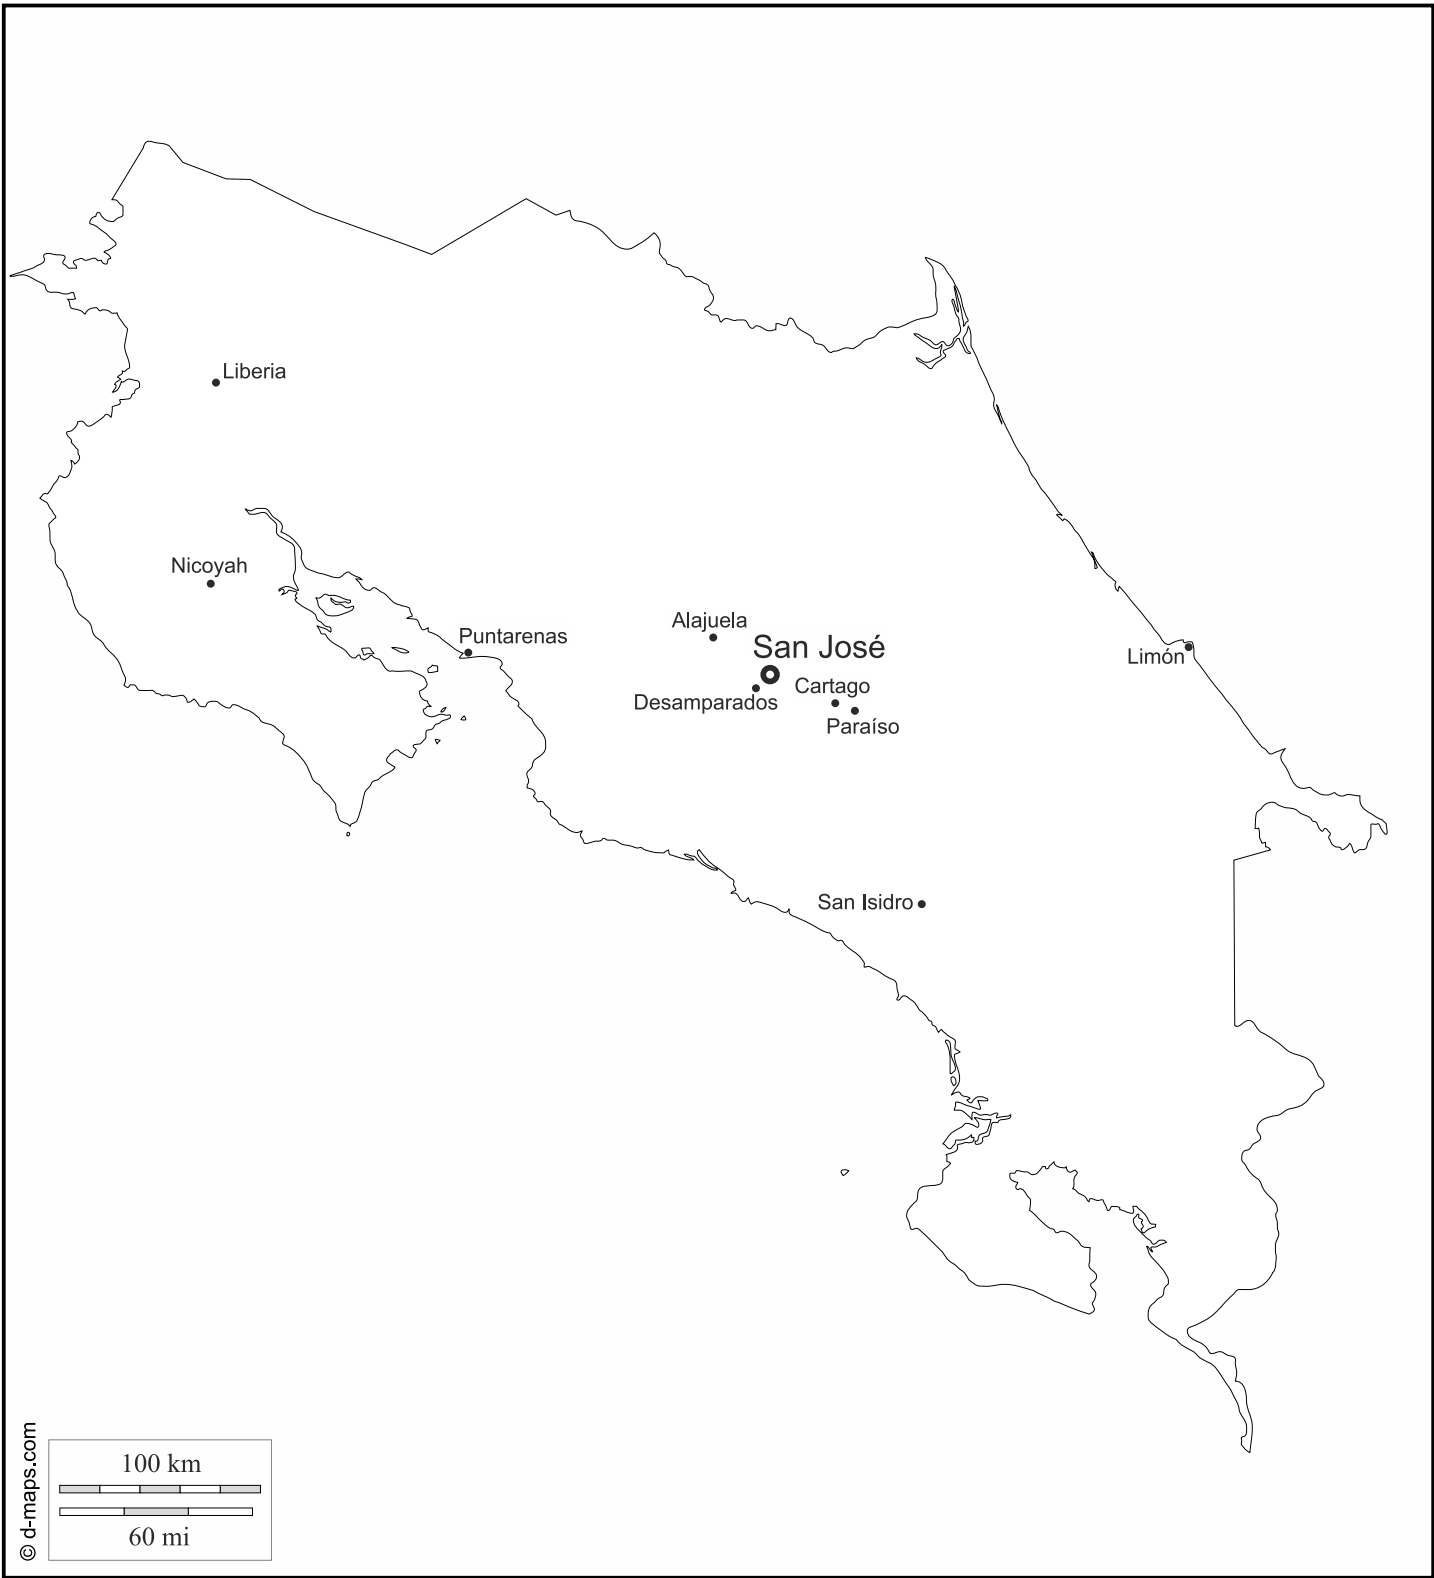 Liberia
Nicoyah
Alajuela
Puntarenas
San José
Limón
Cartago
Desamparados
Paraíso
San Isidro
© d-maps.com
100 km
60 mi